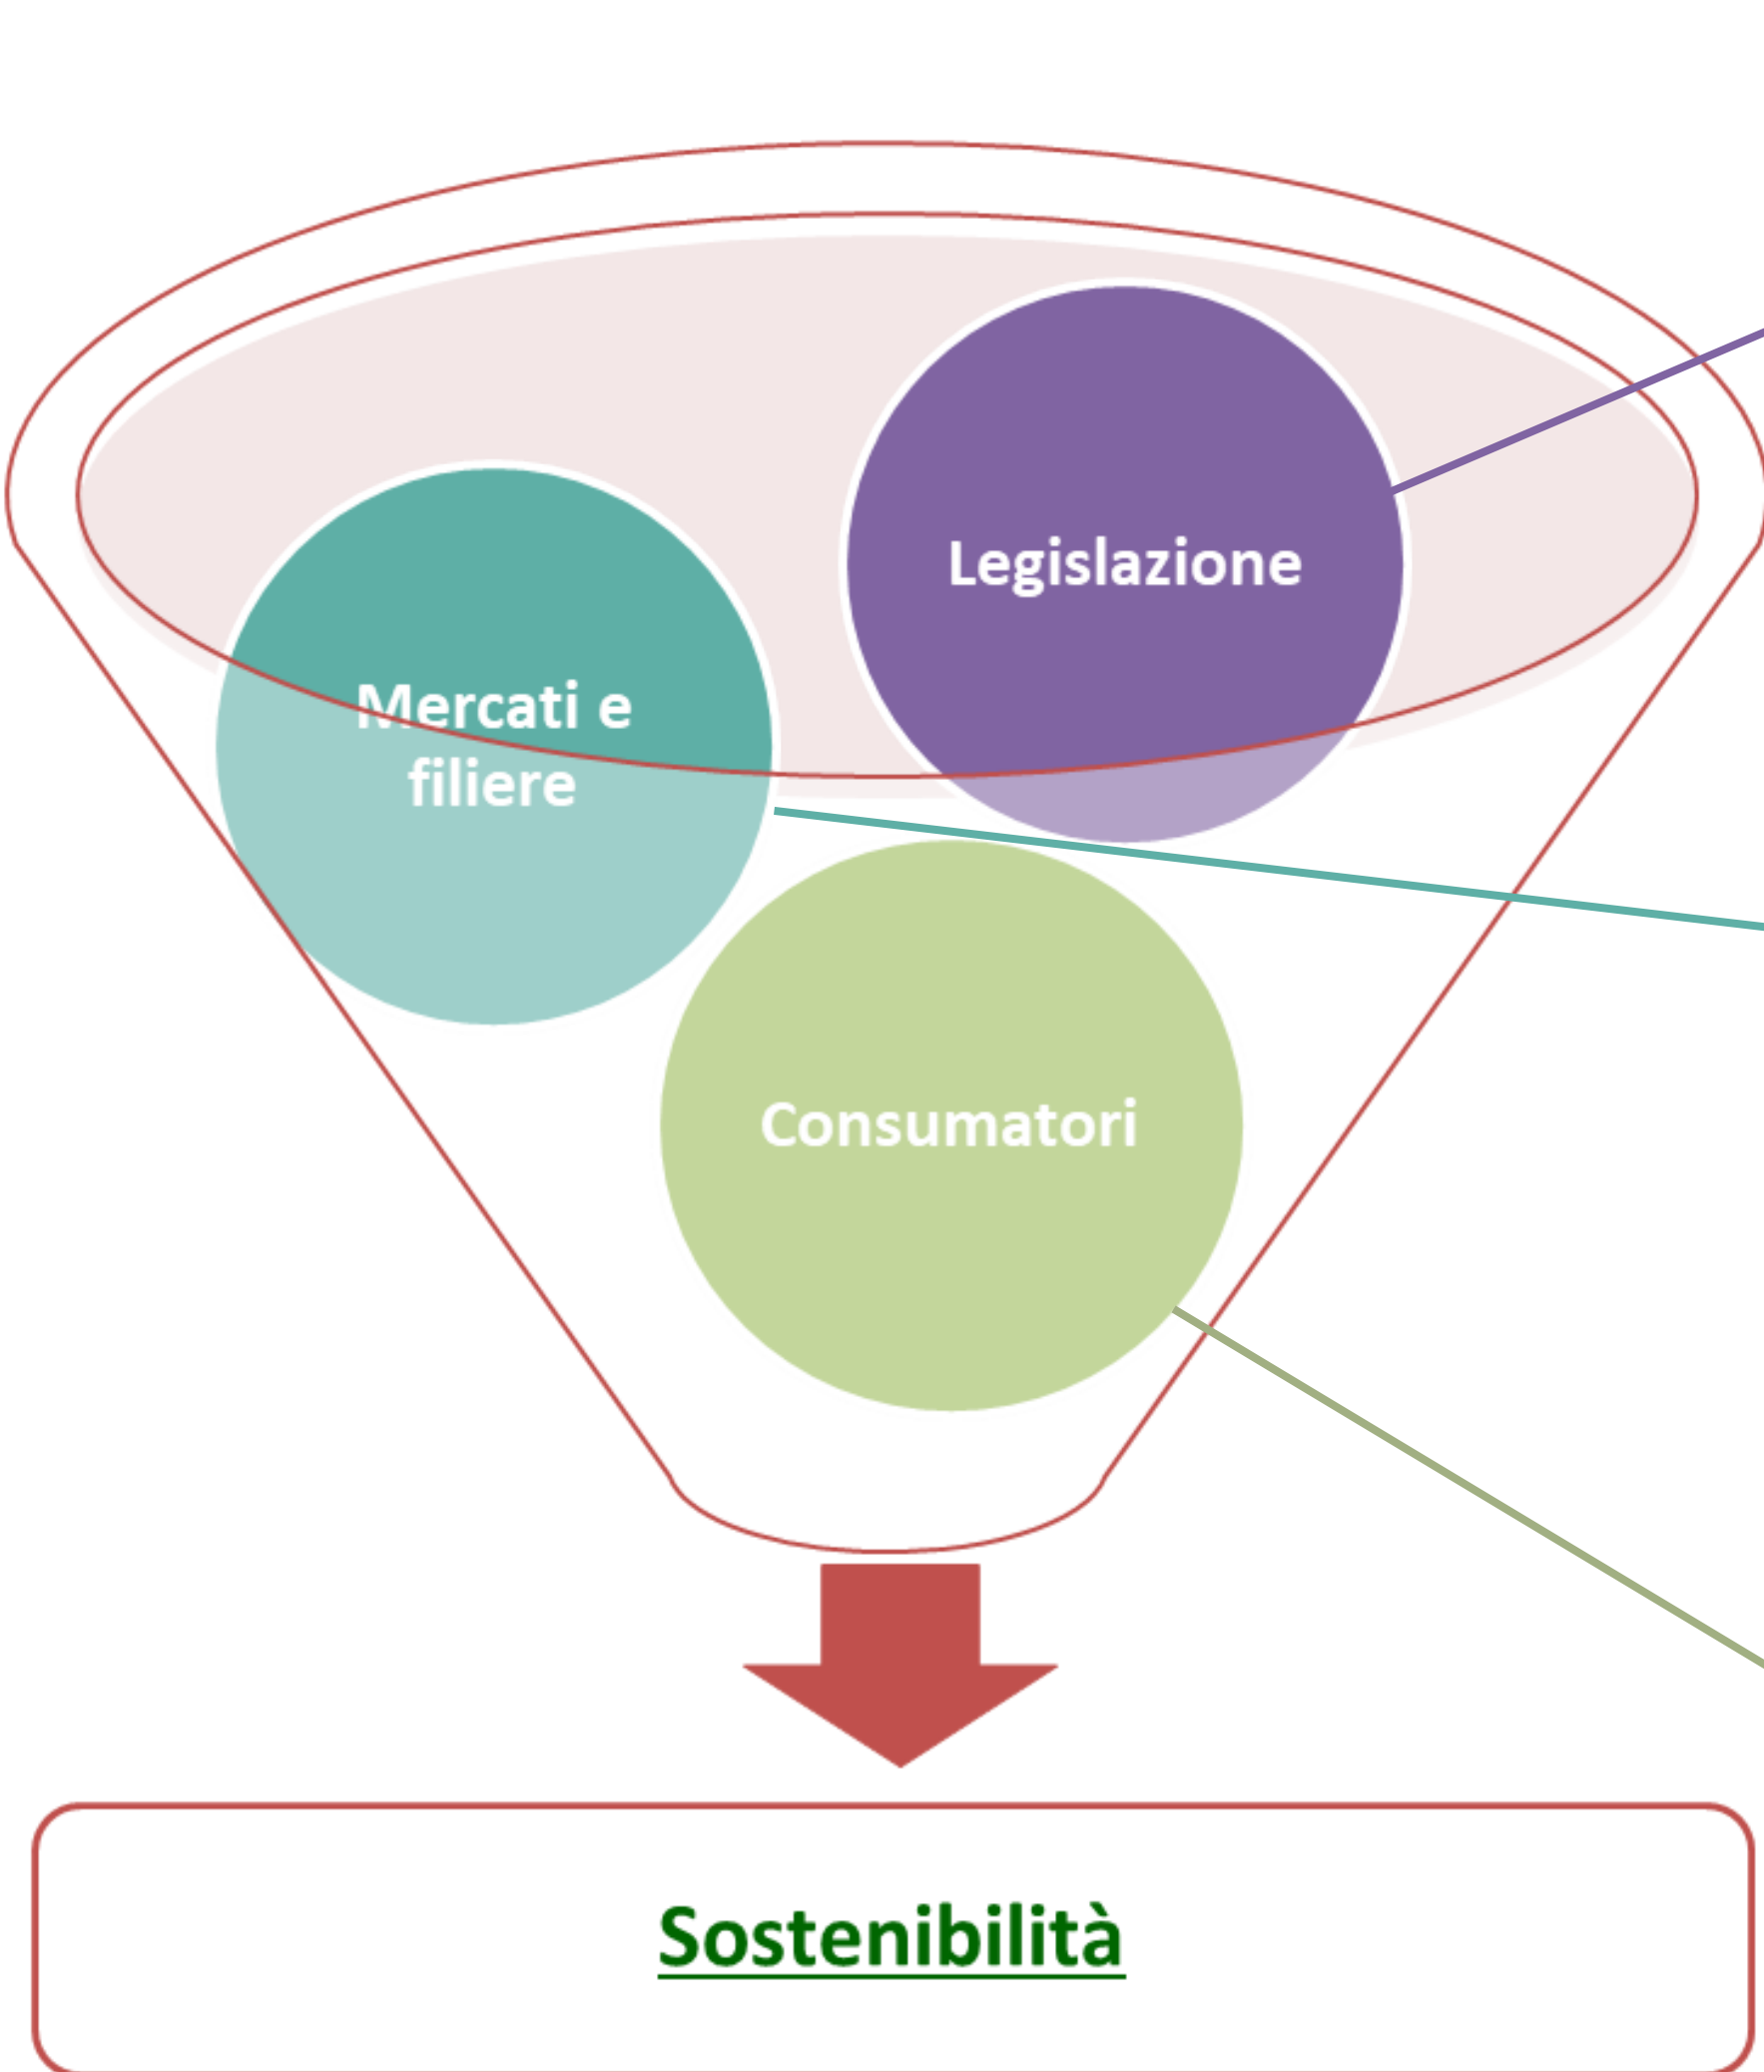 Legislazione
Mercati e
filiere
Consumatori
Sostenibilità